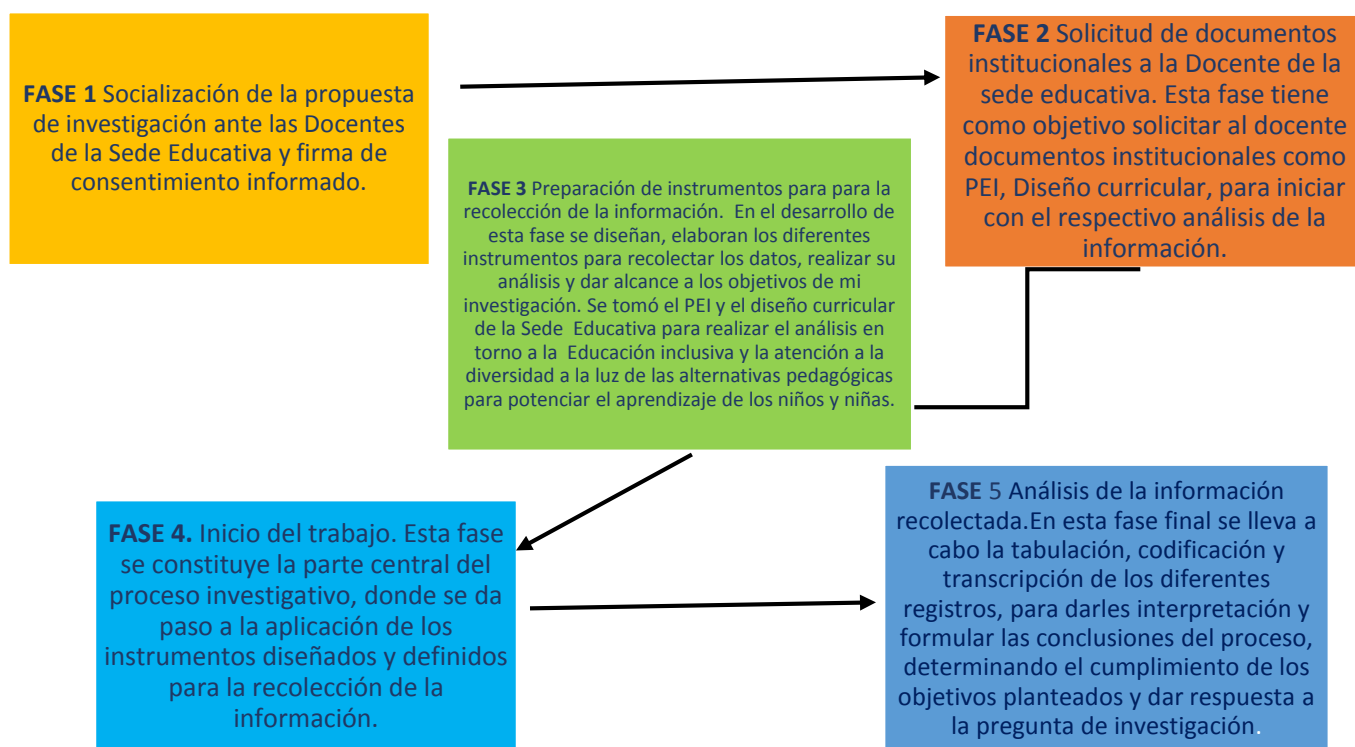 FASE 1 Socialización de la propuesta
de investigación ante las Docentes
de la Sede Educativa y firma de
consentimiento informado.
FASE 2 Solicitud de documentos
institucionales a la Docente de la
sede educativa. Esta fase tiene
como objetivo solicitar al docente
documentos institucionales como
PEI, Diseño curricular, para iniciar
con el respectivo análisis de la
información.
FASE 3 Preparación de instrumentos para para la
recolección de la información. En el desarrollo de
esta fase se diseñan, elaboran los diferentes
instrumentos para recolectar los datos, realizar su
análisis y dar alcance a los objetivos de mi
investigación. Se tomó el PEI y el diseño curricular
de la Sede Educativa para realizar el análisis en
torno a la Educación inclusiva y la atención a la
diversidad a la luz de las alternativas pedagógicas
para potenciar el aprendizaje de los niños y niñas.
FASE 4. Inicio del trabajo. Esta fase
se constituye la parte central del
proceso investigativo, donde se da
paso a la aplicación de los
instrumentos diseñados y definidos
para la recolección de la
información.
FASE 5 Análisis de la información
recolectada.En esta fase final se lleva a
cabo la tabulación, codificación y
transcripción de los diferentes
registros, para darles interpretación y
formular las conclusiones del proceso,
determinando el cumplimiento de los
objetivos planteados y dar respuesta a
la pregunta de investigación.